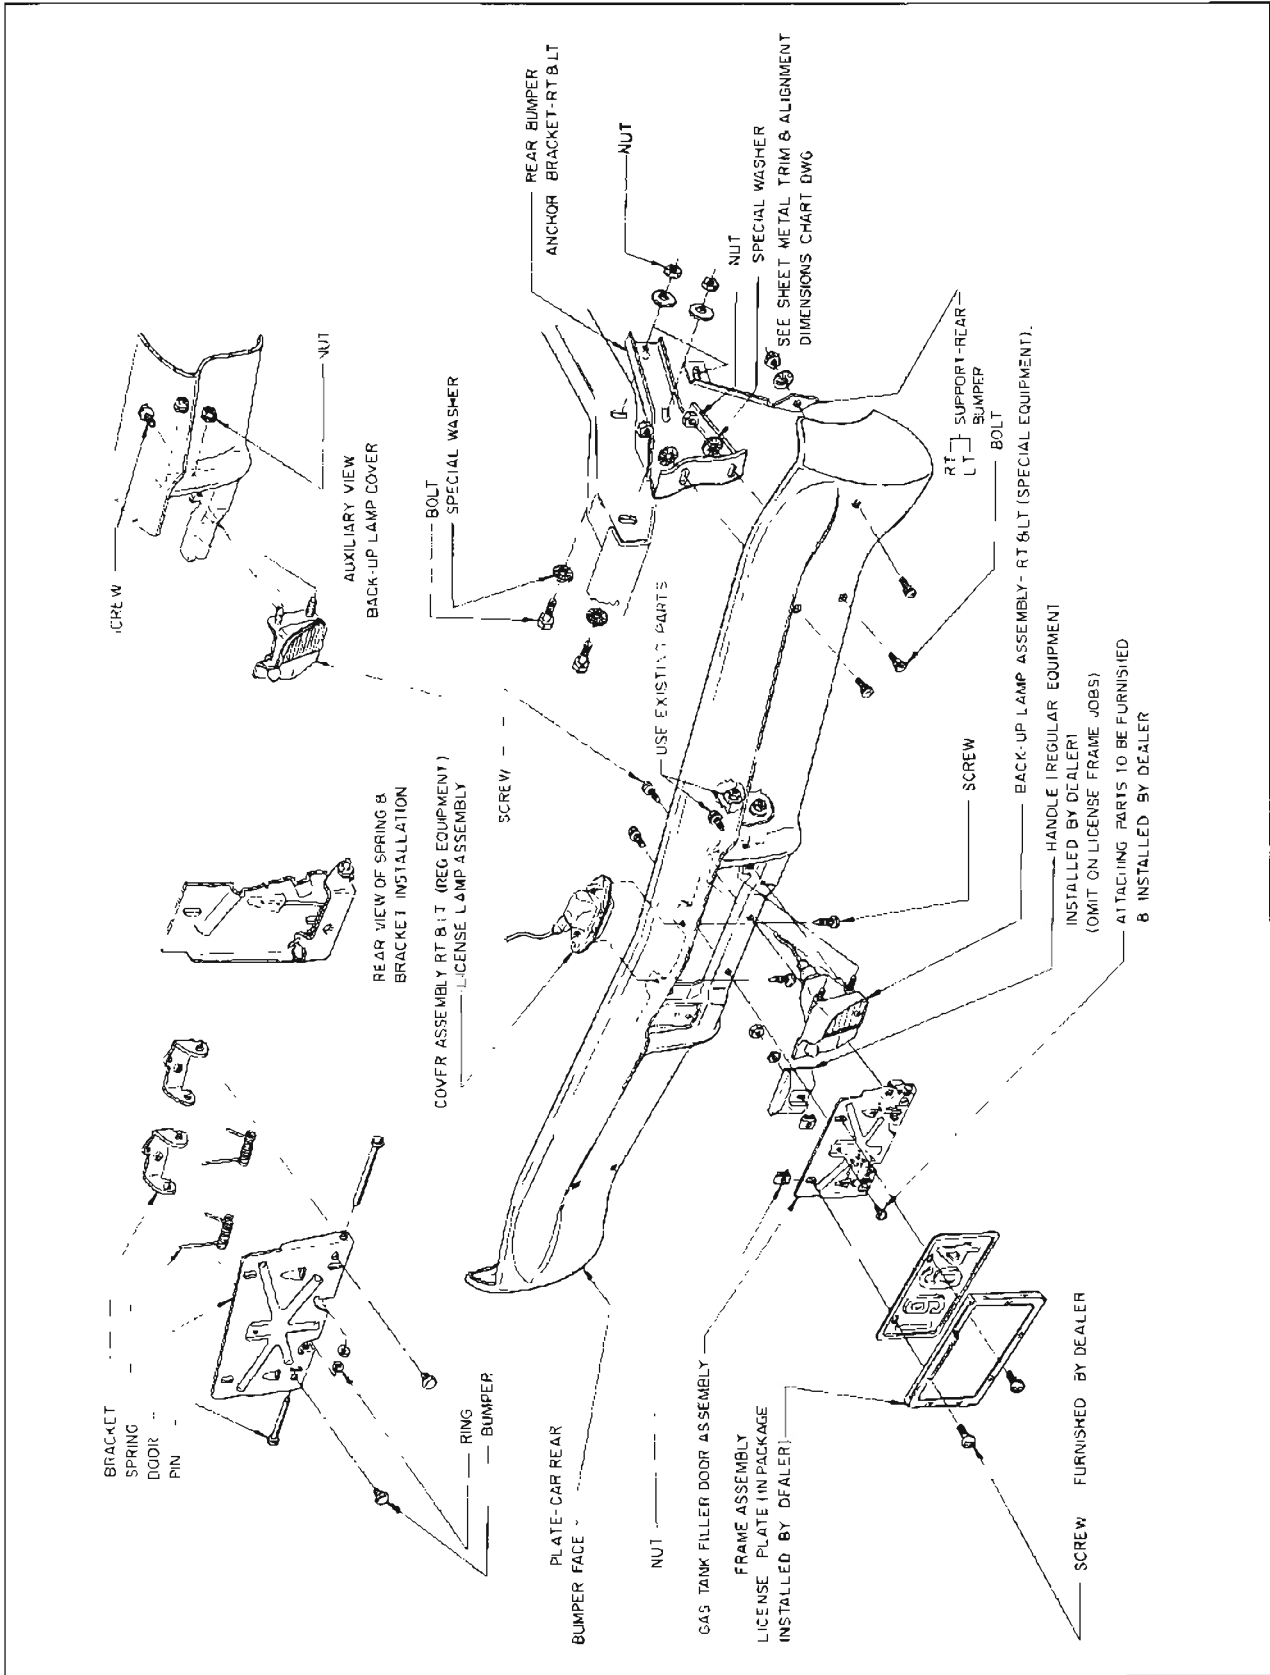 BRACKET
SPRING
DOOR
PIN
RING
BUMPER
REAR VIEW OF SPRING &
BRACKET INSTALLATION
AUXILIARY VIEW
BACK-UP LAMP COVER
CREW
NUT
COVER ASSEMBLY RT & LT (REG EQUIPMENT)
LICENSE LAMP ASSEMBLY
SCREW
BOLT
SPECIAL WASHER
REAR BUMPER
ANCHOR BRACKET-RT & LT
NUT
PLATE-CAR REAR
BUMPER FACE
NUT
USE EXISTING PARTS
NUT
SPECIAL WASHER
SEE SHEET METAL TRIM & ALIGNMENT
DIMENSIONS CHART DWG
GAS TANK FILLER DOOR ASSEMBLY
FRAME ASSEMBLY
LICENSE PLATE (IN PACKAGE
INSTALLED BY DEALER)
RT
LT
SUPPORT-REAR
BUMPER
BOLT
SCREW
BACK-UP LAMP ASSEMBLY-RT & LT (SPECIAL EQUIPMENT).
HANDLE (REGULAR EQUIPMENT
INSTALLED BY DEALER)
(OMIT ON LICENSE FRAME JOBS)
ATTACHING PARTS TO BE FURNISHED
& INSTALLED BY DEALER
1964
SCREW FURNISHED BY DEALER